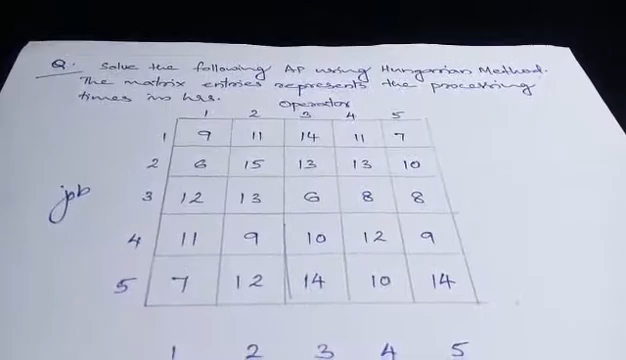 Q. Solve the following AP using Hungarian Method.
The matrix entries represents the processing
times in hrs.
Operator
1 2 3 4 5
1 9 11 14 11 7
2 6 15 13 13 10
job
3 12 13 6 8 8
4 11 9 10 12 9
5 7 12 14 10 14
1 2 3 4 5